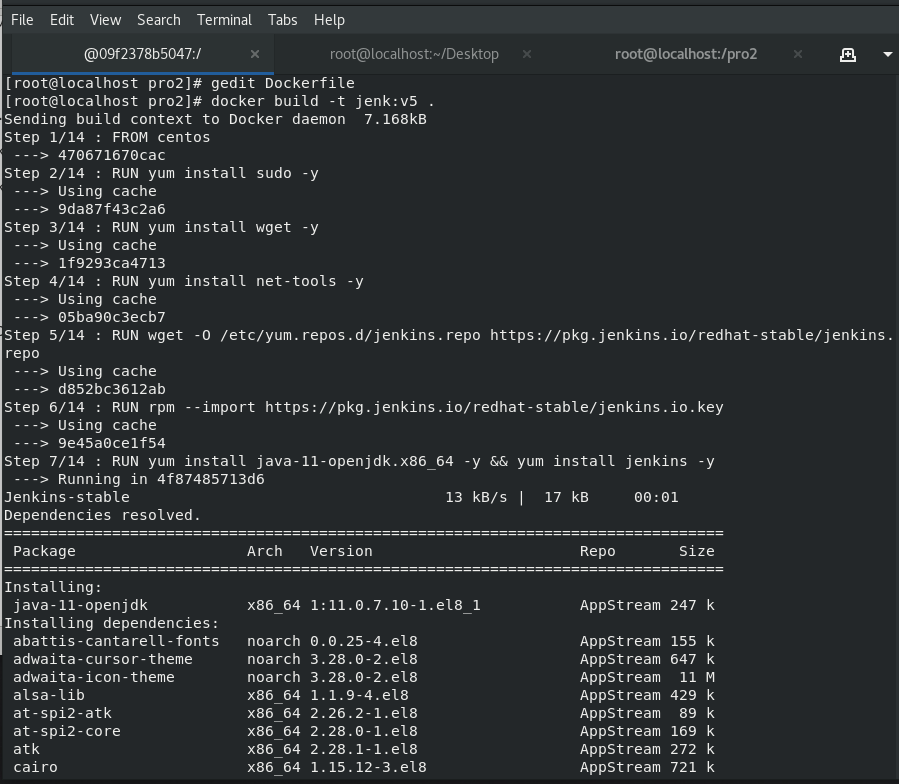 File Edit View Search Terminal Tabs Help
@09f2378b5047:/ × root@localhost:~/Desktop × root@localhost:/pro2 ×
[root@localhost pro2]# gedit Dockerfile
[root@localhost pro2]# docker build -t jenk:v5 .
Sending build context to Docker daemon  7.168kB
Step 1/14 : FROM centos
 ---> 470671670cac
Step 2/14 : RUN yum install sudo -y
 ---> Using cache
 ---> 9da87f43c2a6
Step 3/14 : RUN yum install wget -y
 ---> Using cache
 ---> 1f9293ca4713
Step 4/14 : RUN yum install net-tools -y
 ---> Using cache
 ---> 05ba90c3ecb7
Step 5/14 : RUN wget -O /etc/yum.repos.d/jenkins.repo https://pkg.jenkins.io/redhat-stable/jenkins.
repo
 ---> Using cache
 ---> d852bc3612ab
Step 6/14 : RUN rpm --import https://pkg.jenkins.io/redhat-stable/jenkins.io.key
 ---> Using cache
 ---> 9e45a0ce1f54
Step 7/14 : RUN yum install java-11-openjdk.x86_64 -y && yum install jenkins -y
 ---> Running in 4f87485713d6
Jenkins-stable                                   13 kB/s |  17 kB     00:01
Dependencies resolved.
================================================================================
 Package                   Arch   Version                       Repo       Size
================================================================================
Installing:
 java-11-openjdk           x86_64 1:11.0.7.10-1.el8_1           AppStream 247 k
Installing dependencies:
 abattis-cantarell-fonts   noarch 0.0.25-4.el8                  AppStream 155 k
 adwaita-cursor-theme      noarch 3.28.0-2.el8                  AppStream 647 k
 adwaita-icon-theme        noarch 3.28.0-2.el8                  AppStream  11 M
 alsa-lib                  x86_64 1.1.9-4.el8                   AppStream 429 k
 at-spi2-atk               x86_64 2.26.2-1.el8                  AppStream  89 k
 at-spi2-core              x86_64 2.28.0-1.el8                  AppStream 169 k
 atk                       x86_64 2.28.1-1.el8                  AppStream 272 k
 cairo                     x86_64 1.15.12-3.el8                 AppStream 721 k